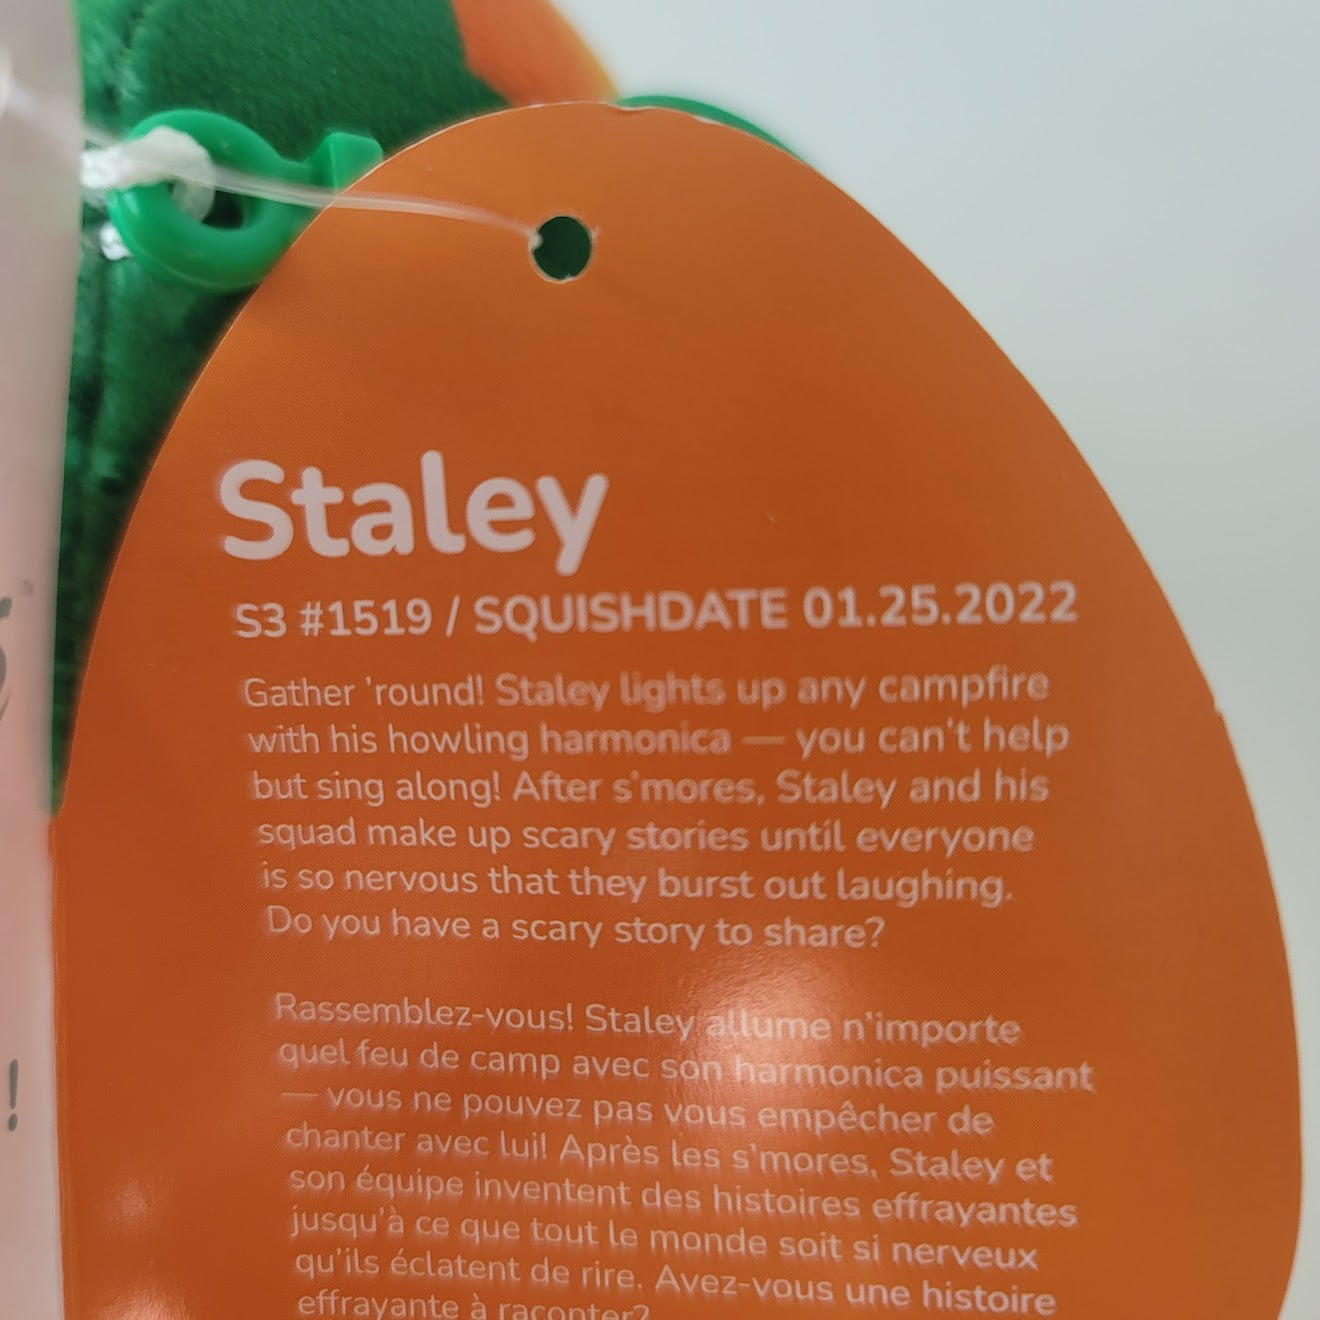 Staley
S3 #1519 / SQUISHDATE 01.25.2022
Gather 'round! Staley lights up any campfire
with his howling harmonica — you can't help
but sing along! After s'mores, Staley and his
squad make up scary stories until everyone
is so nervous that they burst out laughing.
Do you have a scary story to share?
Rassemblez-vous! Staley allume n'importe
quel feu de camp avec son harmonica puissant
— vous ne pouvez pas vous empêcher de
chanter avec lui! Après les s'mores, Staley et
son équipe inventent des histoires effrayantes
jusqu'à ce que tout le monde soit si nerveux
qu'ils éclatent de rire. Avez-vous une histoire
effrayante à raconter?
!